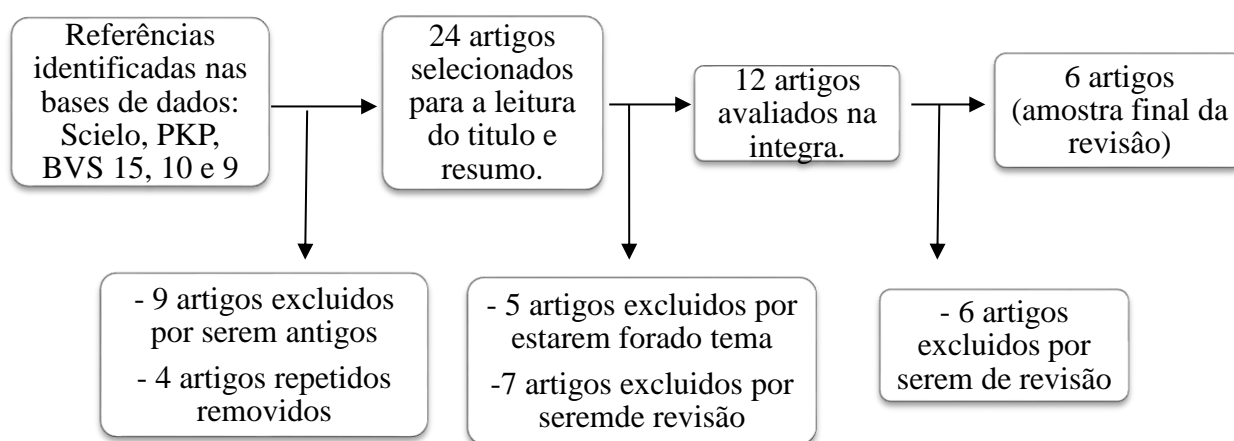 Referências
identificadas nas
bases de dados:
Scielo, PKP,
BVS 15, 10 e 9
24 artigos
selecionados
para a leitura
do titulo e
resumo.
12 artigos
avaliados na
integra.
6 artigos
(amostra final da
revisâo)
- 9 artigos excluidos
por serem antigos
- 4 artigos repetidos
removidos
- 5 artigos excluidos por
estarem forado tema
-7 artigos excluidos por
seremde revisão
- 6 artigos
excluidos por
serem de revisão